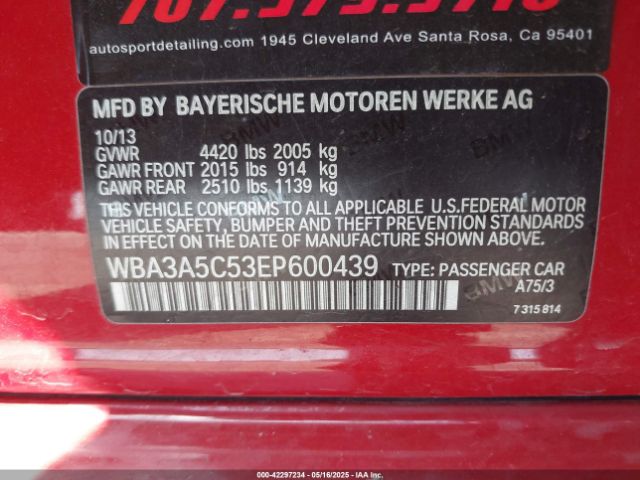 autosportdetailing.com 1945 Cleveland Ave Santa Rosa, Ca 95401
MFD BY BAYERISCHE MOTOREN WERKE AG
10/13
GVWR 4420 lbs 2005 kg
GAWR FRONT 2015 lbs 914 kg
GAWR REAR 2510 lbs 1139 kg
THIS VEHICLE CONFORMS TO ALL APPLICABLE U.S.FEDERAL MOTOR
VEHICLE SAFETY, BUMPER AND THEFT PREVENTION STANDARDS
IN EFFECT ON THE DATE OF MANUFACTURE SHOWN ABOVE.
WBA3A5C53EP600439 TYPE: PASSENGER CAR
A75/3
7 315 814
000-42297234 - 05/16/2025 - IAA Inc.